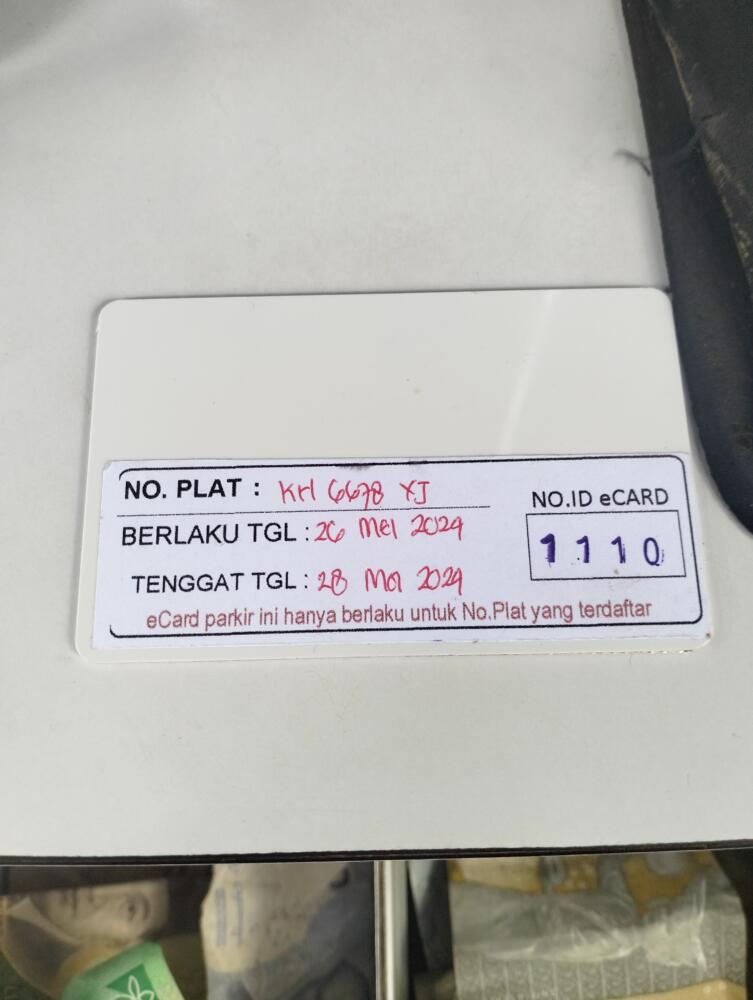 NO. PLAT : KH 6678 XJ
BERLAKU TGL : 26 Mei 2024
TENGGAT TGL : 28 Mei 2024
NO.ID eCARD
1110
eCard parkir ini hanya berlaku untuk No.Plat yang terdaftar